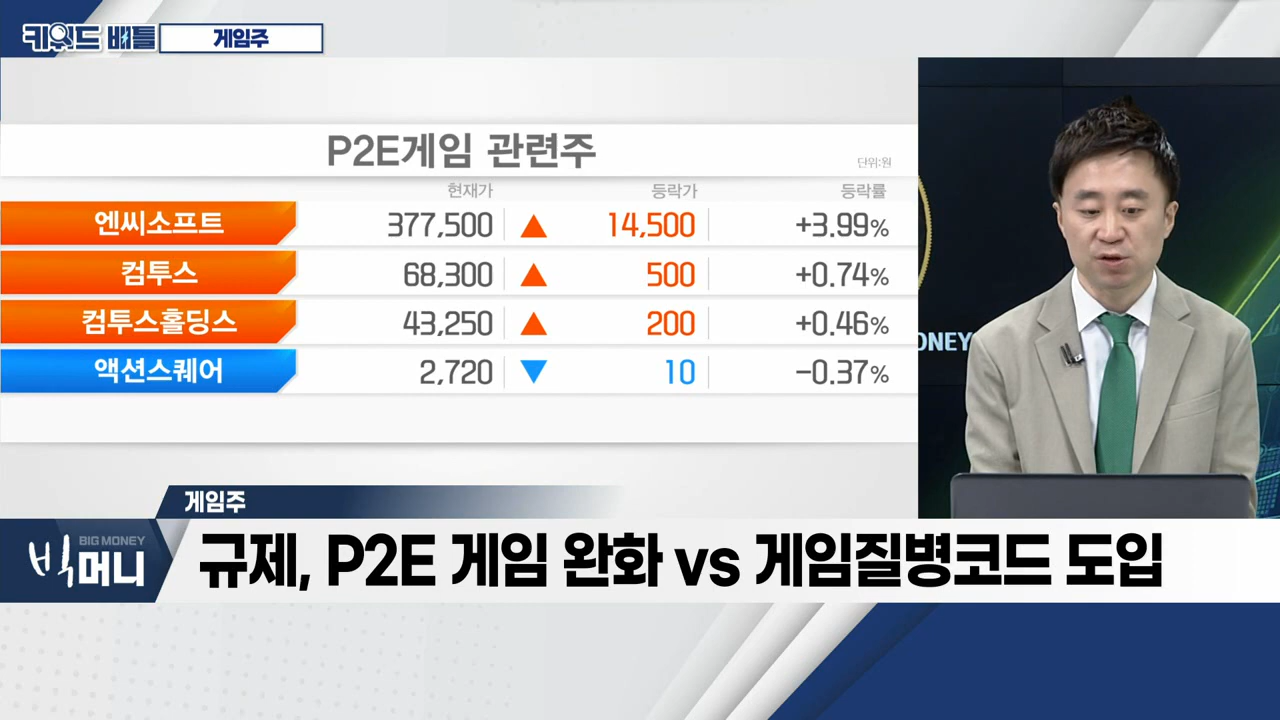 키워드 배틀 게임주
P2E게임 관련주
단위:원
현재가 등락가 등락률
엔씨소프트 377,500 ▲ 14,500 +3.99%
컴투스 68,300 ▲ 500 +0.74%
컴투스홀딩스 43,250 ▲ 200 +0.46%
액션스퀘어 2,720 ▼ 10 -0.37%
ONEY
게임주
BIG MONEY
빅머니
규제, P2E 게임 완화 vs 게임질병코드 도입